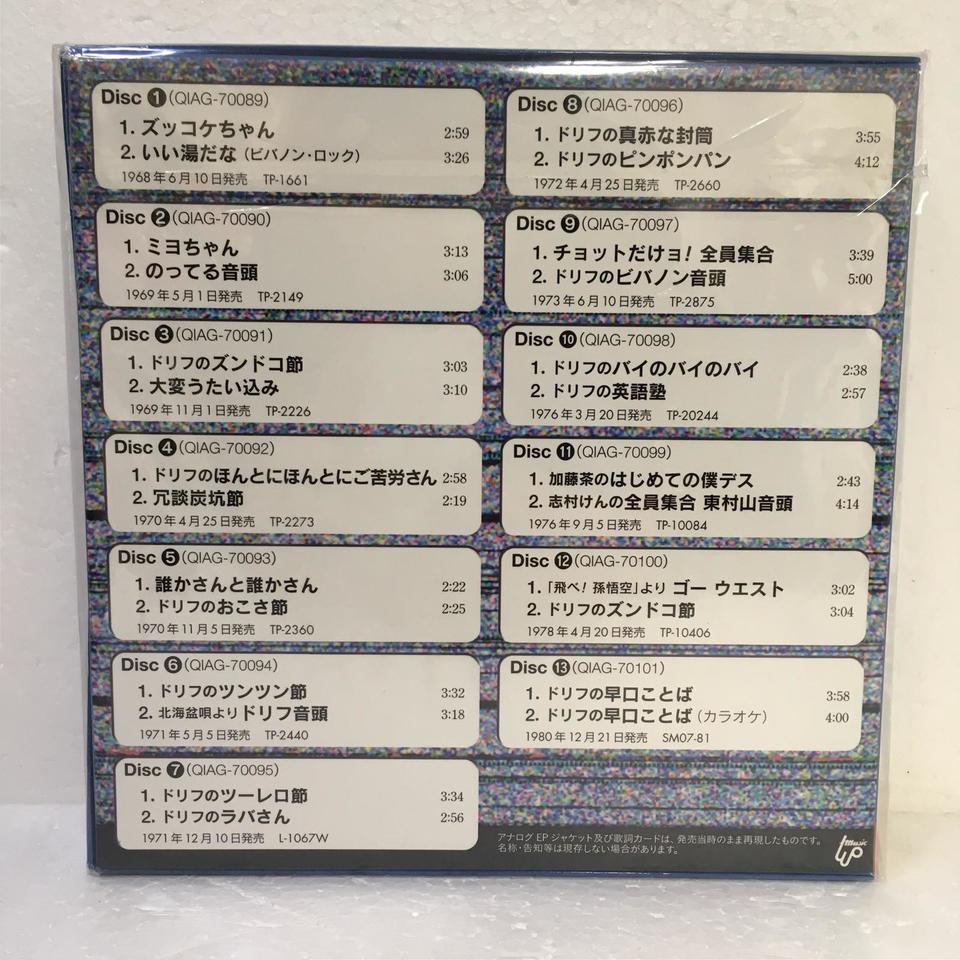 Disc 1 (QIAG-70089)
1. ズッコケちゃん 2:59
2. いい湯だな（ビバノン・ロック） 3:26
1968年6月10日発売 TP-1661
Disc 2 (QIAG-70090)
1. ミヨちゃん 3:13
2. のってる音頭 3:06
1969年5月1日発売 TP-2149
Disc 3 (QIAG-70091)
1. ドリフのズンドコ節 3:03
2. 大変うたい込み 3:10
1969年11月1日発売 TP-2226
Disc 4 (QIAG-70092)
1. ドリフのほんとにほんとにご苦労さん 2:58
2. 冗談炭坑節 2:19
1970年4月25日発売 TP-2273
Disc 5 (QIAG-70093)
1. 誰かさんと誰かさん 2:22
2. ドリフのおこさ節 2:25
1970年11月5日発売 TP-2360
Disc 6 (QIAG-70094)
1. ドリフのツンツン節 3:32
2. 北海盆唄よりドリフ音頭 3:18
1971年5月5日発売 TP-2440
Disc 7 (QIAG-70095)
1. ドリフのツーレロ節 3:34
2. ドリフのラバさん 2:56
1971年12月10日発売 L-1067W
Disc 8 (QIAG-70096)
1. ドリフの真赤な封筒 3:55
2. ドリフのピンポンパン 4:12
1972年4月25日発売 TP-2660
Disc 9 (QIAG-70097)
1. チョットだけョ! 全員集合 3:39
2. ドリフのビバノン音頭 5:00
1973年6月10日発売 TP-2875
Disc 10 (QIAG-70098)
1. ドリフのバイのバイのバイ 2:38
2. ドリフの英語塾 2:57
1976年3月20日発売 TP-20244
Disc 11 (QIAG-70099)
1. 加藤茶のはじめての僕デス 2:43
2. 志村けんの全員集合 東村山音頭 4:14
1976年9月5日発売 TP-10084
Disc 12 (QIAG-70100)
1.「飛べ! 孫悟空」より ゴー ウエスト 3:02
2. ドリフのズンドコ節 3:04
1978年4月20日発売 TP-10406
Disc 13 (QIAG-70101)
1. ドリフの早口ことば 3:58
2. ドリフの早口ことば（カラオケ） 4:00
1980年12月21日発売 SM07-81
アナログEPジャケット及び歌詞カードは、発売当時のまま再現したものです。
名称・告知等は現存しない場合があります。
music
UP